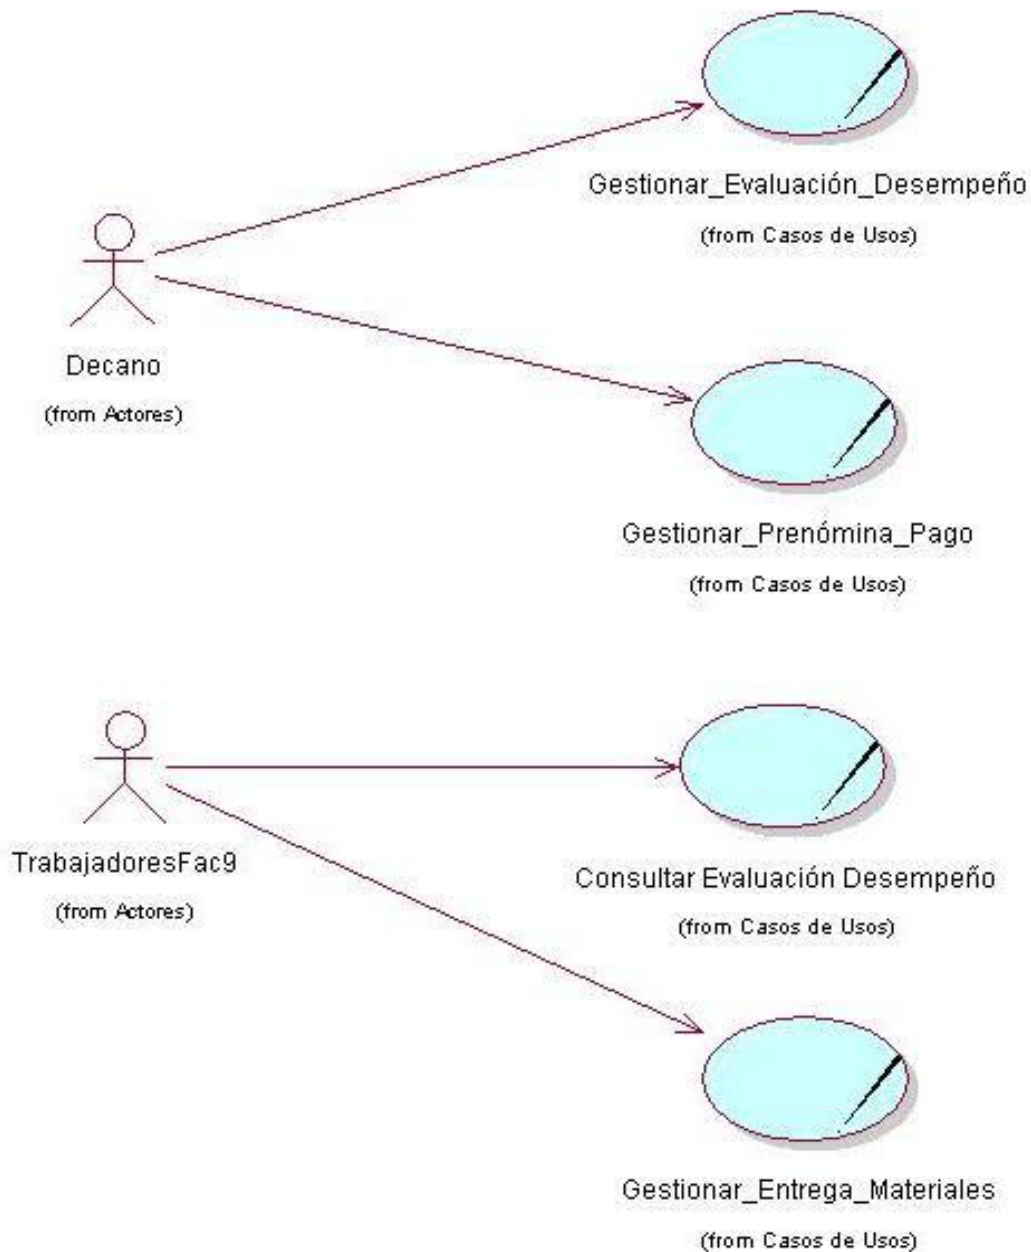 Gestionar_Evaluación_Desempeño
(from Casos de Usos)
Decano
(from Actores)
Gestionar_Prenómina_Pago
(from Casos de Usos)
TrabajadoresFac9
(from Actores)
Consultar Evaluación Desempeño
(from Casos de Usos)
Gestionar_Entrega_Materiales
(from Casos de Usos)